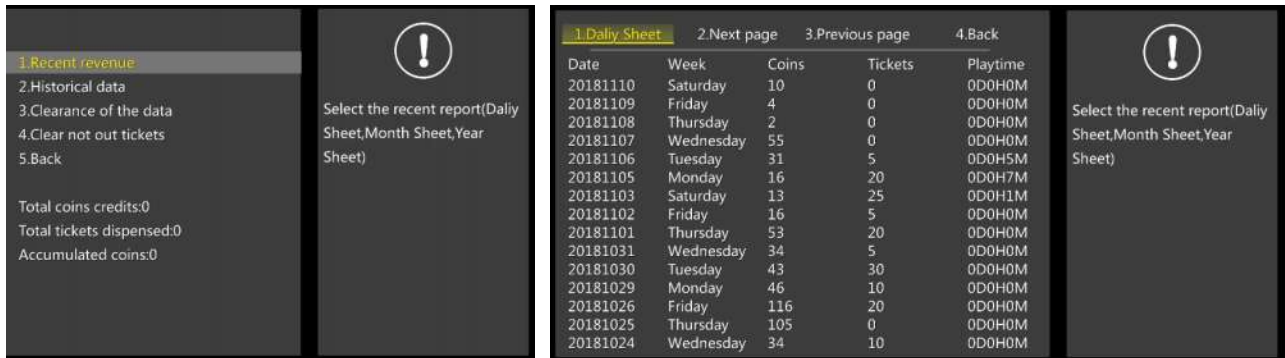 1.Recent revenue
2.Historical data
3.Clearance of the data
4.Clear not out tickets
5.Back
Total coins credits:0
Total tickets dispensed:0
Accumulated coins:0
Select the recent report(Daliy
Sheet,Month Sheet,Year
Sheet)
1.Daliy Sheet 2.Next page 3.Previous page 4.Back
Date Week Coins Tickets Playtime
20181110 Saturday 10 0 0D0H0M
20181109 Friday 4 0 0D0H0M
20181108 Thursday 2 0 0D0H0M
20181107 Wednesday 55 0 0D0H0M
20181106 Tuesday 31 5 0D0H5M
20181105 Monday 16 20 0D0H7M
20181103 Saturday 13 25 0D0H1M
20181102 Friday 16 5 0D0H0M
20181101 Thursday 53 20 0D0H0M
20181031 Wednesday 34 5 0D0H0M
20181030 Tuesday 43 30 0D0H0M
20181029 Monday 46 10 0D0H0M
20181026 Friday 116 20 0D0H0M
20181025 Thursday 105 0 0D0H0M
20181024 Wednesday 34 10 0D0H0M
Select the recent report(Daliy
Sheet,Month Sheet,Year
Sheet)